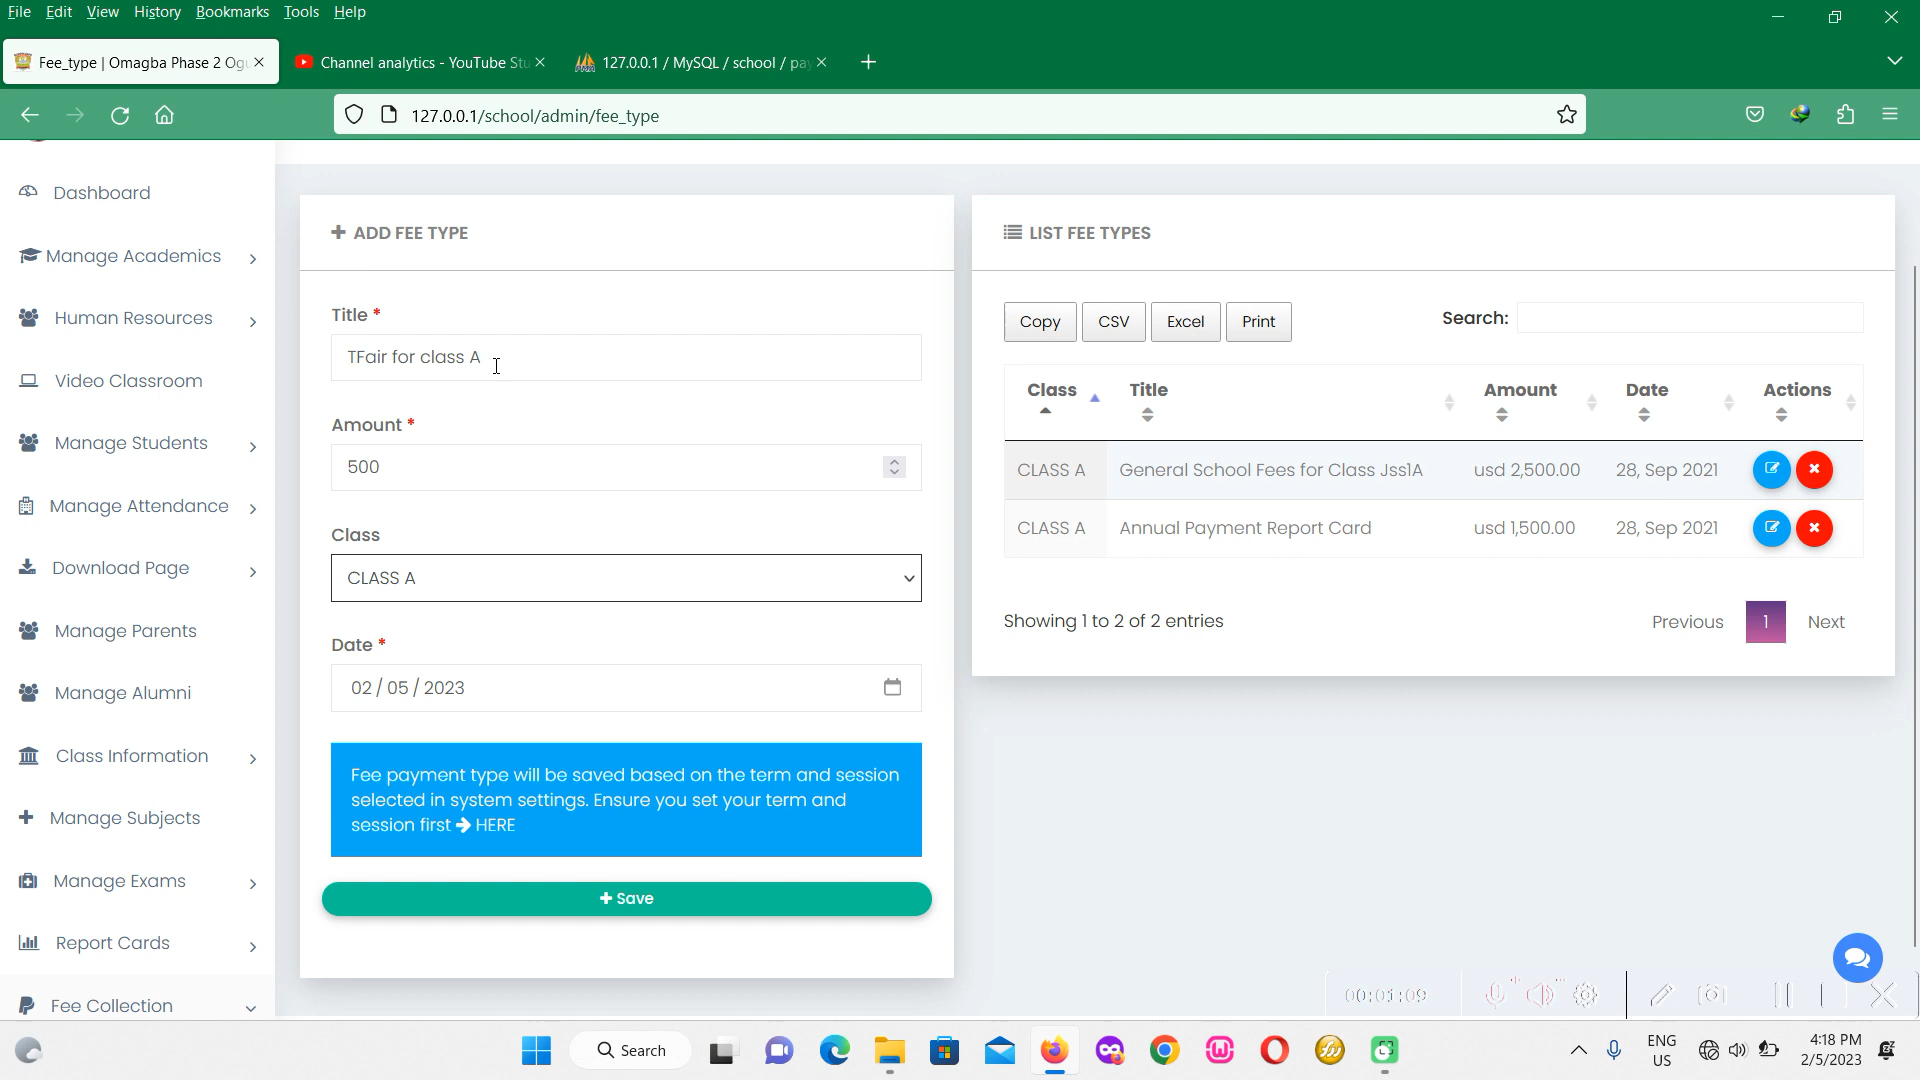 File Edit View History Bookmarks Tools Help
Fee_type | Omagba Phase 2 Ogu
Channel analytics - YouTube Stu
127.0.0.1 / MySQL / school / pay
127.0.0.1/school/admin/fee_type
Dashboard
Manage Academics
Human Resources
Video Classroom
Manage Students
Manage Attendance
Download Page
Manage Parents
Manage Alumni
Class Information
Manage Subjects
Manage Exams
Report Cards
Fee Collection
ADD FEE TYPE
Title *
TFair for class A
Amount *
500
Class
CLASS A
Date *
02 / 05 / 2023
Fee payment type will be saved based on the term and session
selected in system settings. Ensure you set your term and
session first HERE
Save
LIST FEE TYPES
Copy CSV Excel Print Search:
Class Title Amount Date Actions
CLASS A General School Fees for Class Jss1A usd 2,500.00 28, Sep 2021
CLASS A Annual Payment Report Card usd 1,500.00 28, Sep 2021
Showing 1 to 2 of 2 entries
Previous 1 Next
00:01:09
Search
ENG
US
4:18 PM
2/5/2023